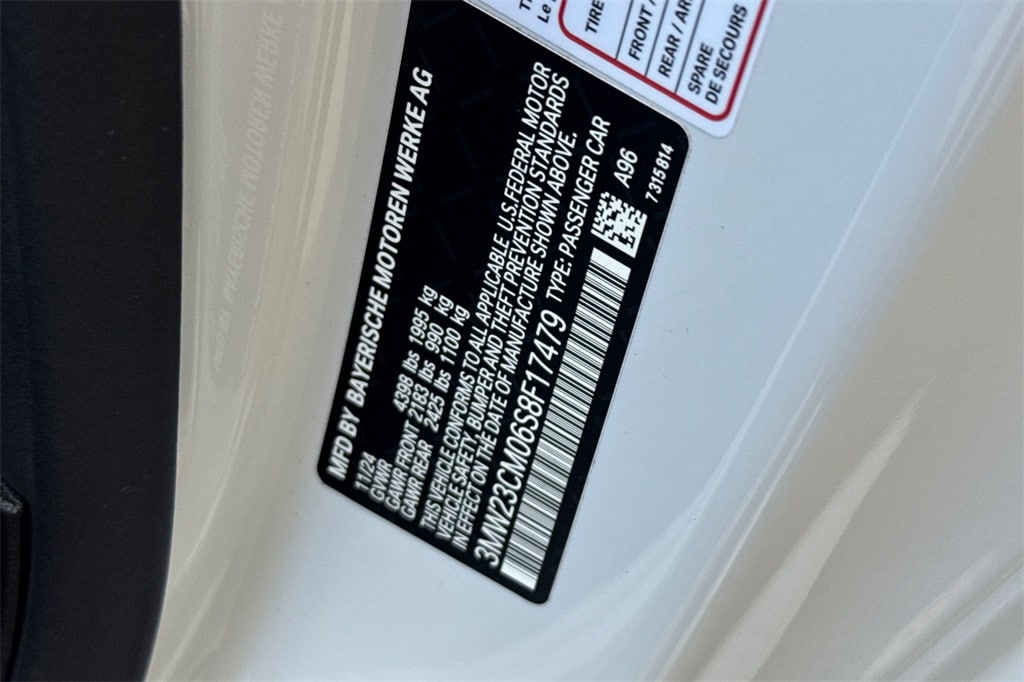 TIRE
FRONT /
REAR / AR
SPARE
DE SECOURS
MFD BY BAYERISCHE MOTOREN WERKE AG
11/24
GVWR 4398 lbs 1995 kg
GAWR FRONT 2183 lbs 990 kg
GAWR REAR 2425 lbs 1100 kg
THIS VEHICLE CONFORMS TO ALL APPLICABLE U.S. FEDERAL MOTOR
VEHICLE SAFETY, BUMPER AND THEFT PREVENTION STANDARDS
IN EFFECT ON THE DATE OF MANUFACTURE SHOWN ABOVE.
3MW23CM06S8F17479 TYPE: PASSENGER CAR
A96
7315814